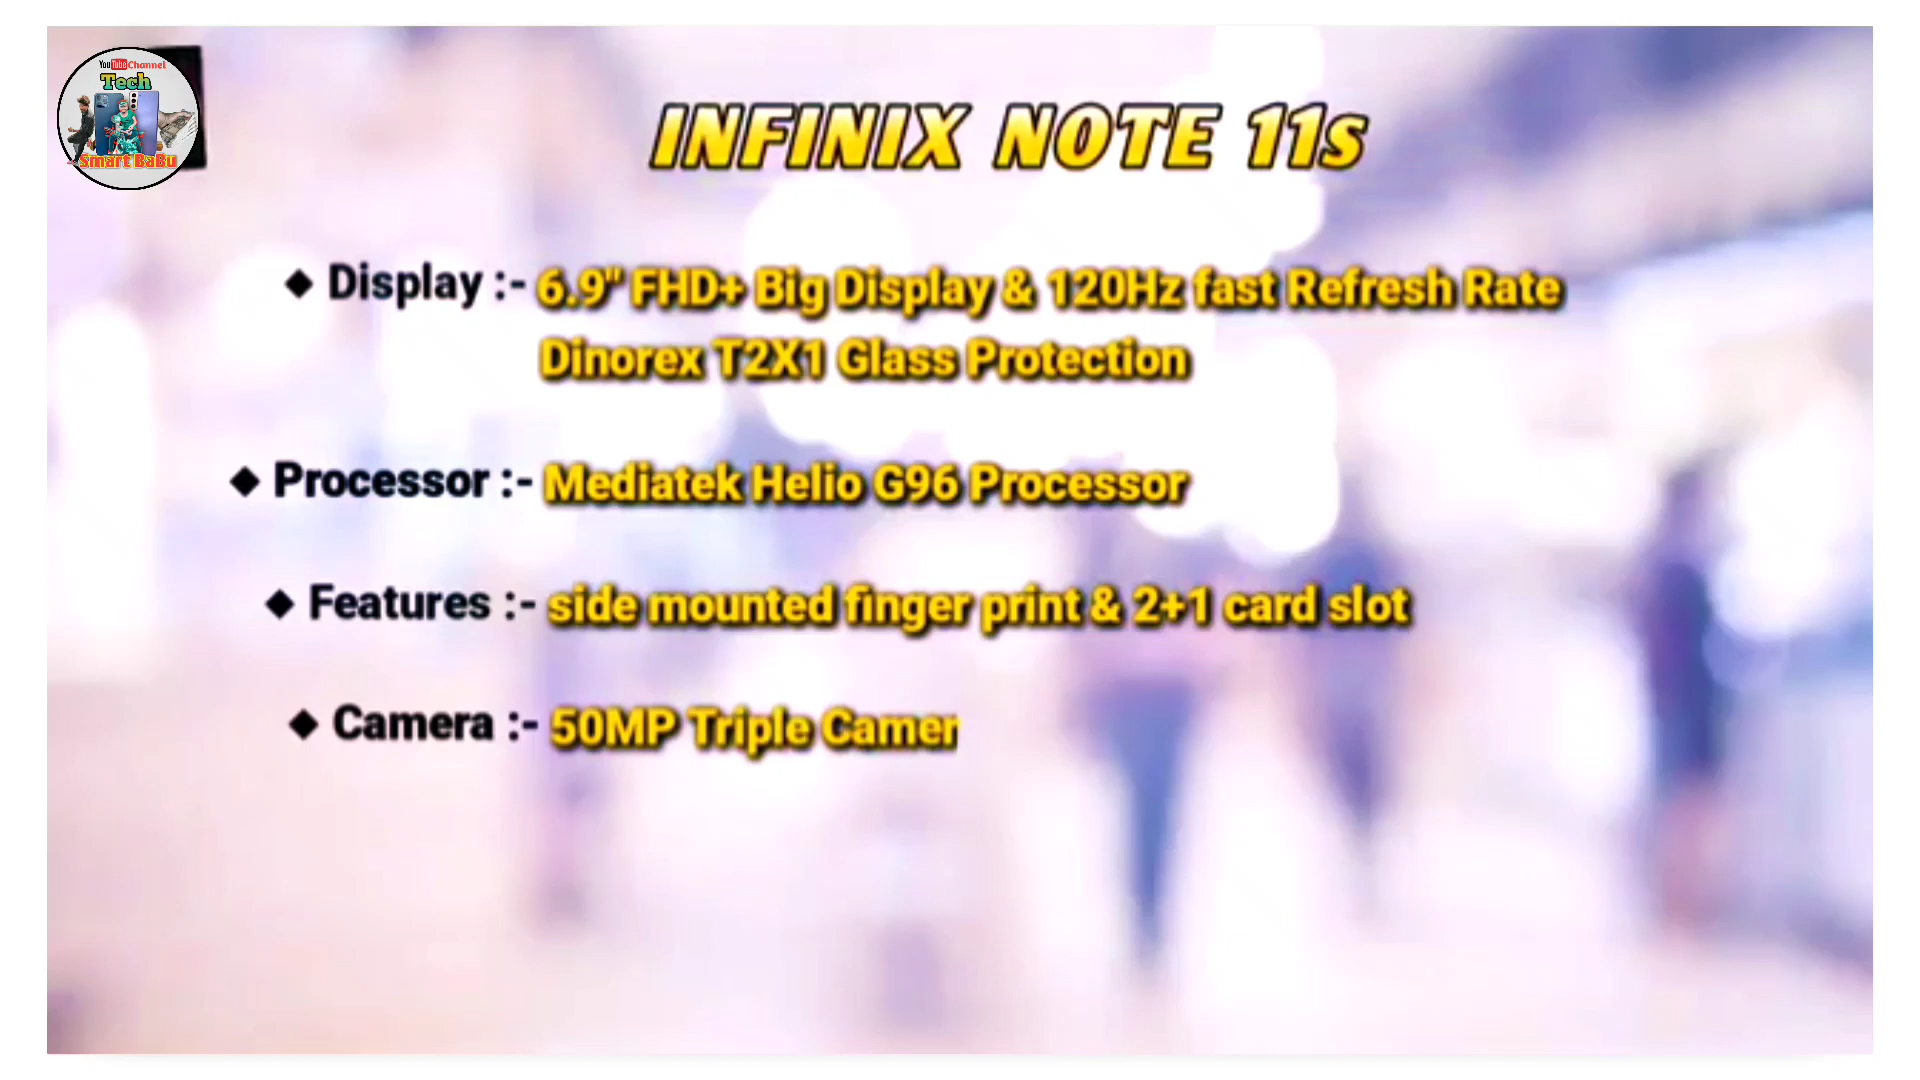 YouTube Channel
Tech
Smart BaBu
INFINIX NOTE 11s
◆ Display :- 6.9" FHD+ Big Display & 120Hz fast Refresh Rate
Dinorex T2X1 Glass Protection
◆ Processor :- Mediatek Helio G96 Processor
◆ Features :- side mounted finger print & 2+1 card slot
◆ Camera :- 50MP Triple Camer